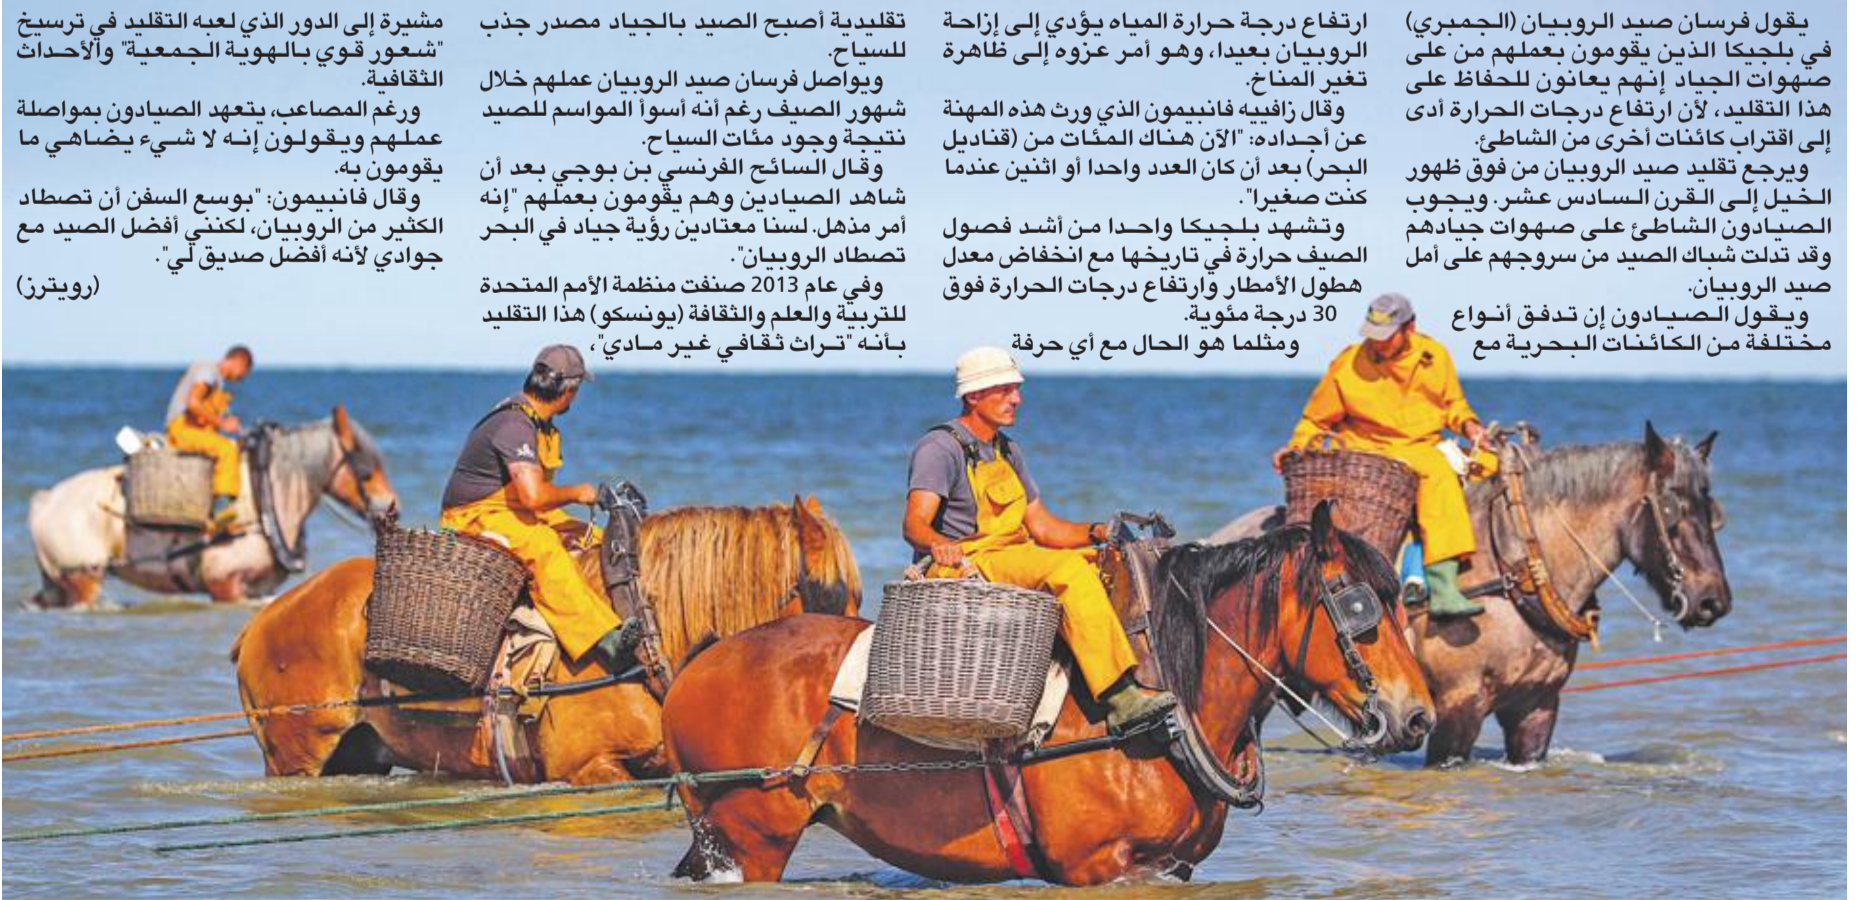 يقول فرسان صيد الروبيان (الجمبري)
في بلجيكا الذين يقومون بعملهم من على
صهوات الجياد إنهم يعانون للحفاظ على
هذا التقليد، لأن ارتفاع درجات الحرارة أدى
إلى اقتراب كائنات أخرى من الشاطئ.
ويرجع تقليد صيد الروبيان من فوق ظهور
الخيل إلى القرن السادس عشر. ويجوب
الصيادون الشاطئ على صهوات جيادهم
وقد تدلت شباك الصيد من سروجهم على أمل
صيد الروبيان.
ويقول الصيادون إن تدفق أنواع
مختلفة من الكائنات البحرية مع
ارتفاع درجة حرارة المياه يؤدي إلى إزاحة
الروبيان بعيدا، وهو أمر عزوه إلى ظاهرة
تغير المناخ.
وقال زافييه فانبيمون الذي ورث هذه المهنة
عن أجداده: "الآن هناك المئات من (قناديل
البحر) بعد أن كان العدد واحدا أو اثنين عندما
كنت صغيرا".
وتشهد بلجيكا واحدا من أشد فصول
الصيف حرارة في تاريخها مع انخفاض معدل
هطول الأمطار وارتفاع درجات الحرارة فوق
30 درجة مئوية.
ومثلما هو الحال مع أي حرفة
تقليدية أصبح الصيد بالجياد مصدر جذب
للسياح.
ويواصل فرسان صيد الروبيان عملهم خلال
شهور الصيف رغم أنه أسوأ المواسم للصيد
نتيجة وجود مئات السياح.
وقال السائح الفرنسي بن بوجي بعد أن
شاهد الصيادين وهم يقومون بعملهم "إنه
أمر مذهل. لسنا معتادين رؤية جياد في البحر
تصطاد الروبيان".
وفي عام 2013 صنفت منظمة الأمم المتحدة
للتربية والعلم والثقافة (يونسكو) هذا التقليد
بأنه "تراث ثقافي غير مادي"،
مشيرة إلى الدور الذي لعبه التقليد في ترسيخ
"شعور قوي بالهوية الجمعية" والأحداث
الثقافية.
ورغم المصاعب، يتعهد الصيادون بمواصلة
عملهم ويقولون إنه لا شيء يضاهي ما
يقومون به.
وقال فانبيمون: "بوسع السفن أن تصطاد
الكثير من الروبيان، لكنني أفضل الصيد مع
جوادي لأنه أفضل صديق لي".
(رويترز)